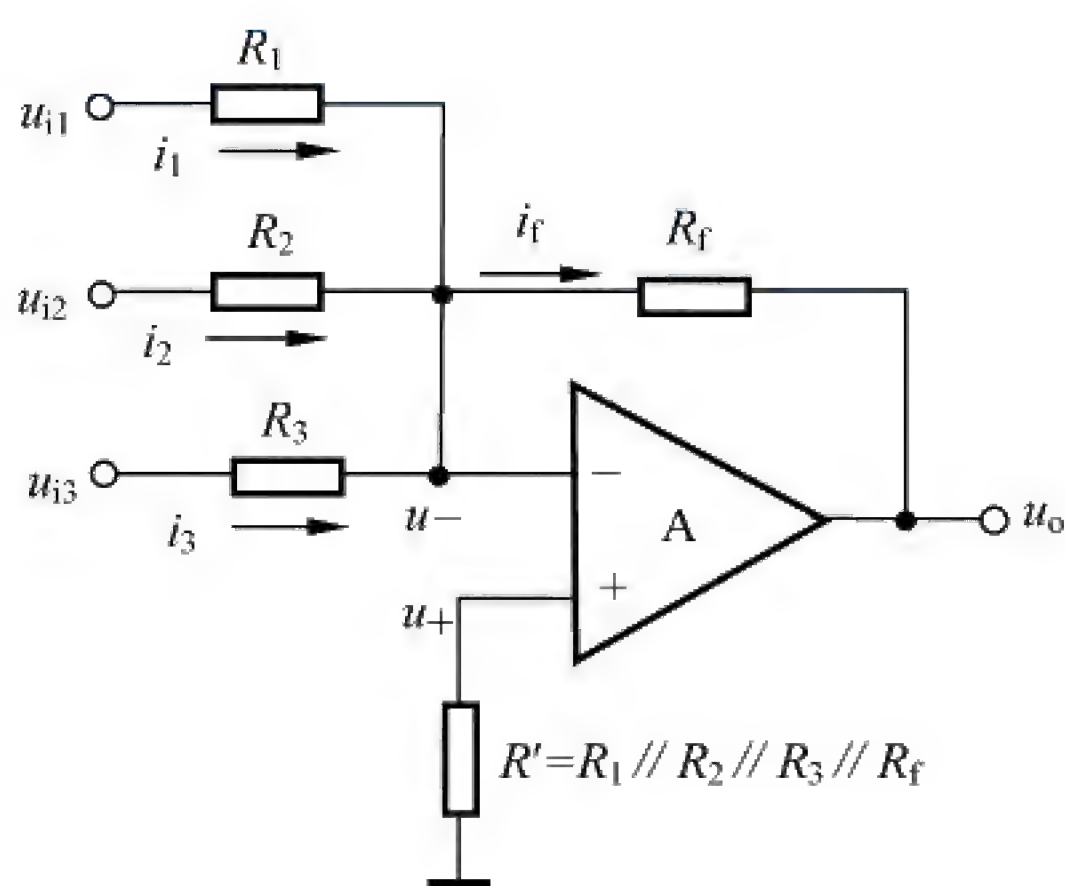 R1
ui1
i1
R2
if
Rf
ui2
i2
R3
ui3
u−
i3
−
A
uo
+
u+
R'=R1 // R2 // R3 // Rf